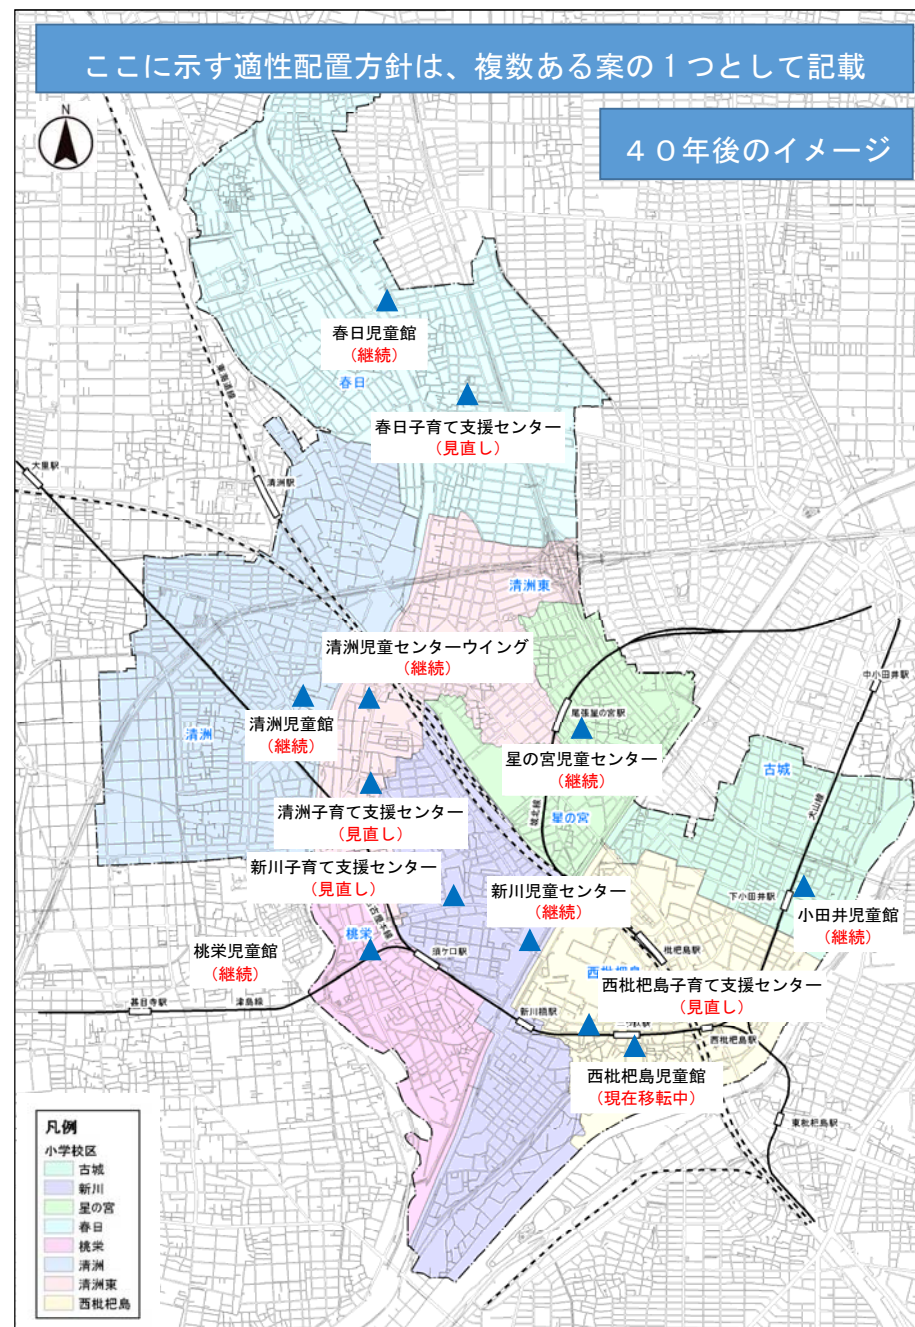 ここに示す適性配置方針は、複数ある案の１つとして記載
４０年後のイメージ
N
春日児童館
（継続）
春日
春日子育て支援センター
（見直し）
東海道線
大里駅
清洲駅
清洲東
清洲児童センターウイング
（継続）
中小田井駅
尾張星の宮駅
清洲児童館
（継続）
清洲
星の宮児童センター
（継続）
古城
城北線
星の宮
犬山線
清洲子育て支援センター
（見直し）
新川子育て支援センター
（見直し）
新川児童センター
（継続）
下小田井駅
小田井児童館
（継続）
桃栄
桃栄児童館
（継続）
須ケ口駅
枇杷島駅
西枇杷島子育て支援センター
（見直し）
甚目寺駅
津島線
新川橋駅
西枇杷島駅
西枇杷島児童館
（現在移転中）
東枇杷島駅
凡例
小学校区
古城
新川
星の宮
春日
桃栄
清洲
清洲東
西枇杷島